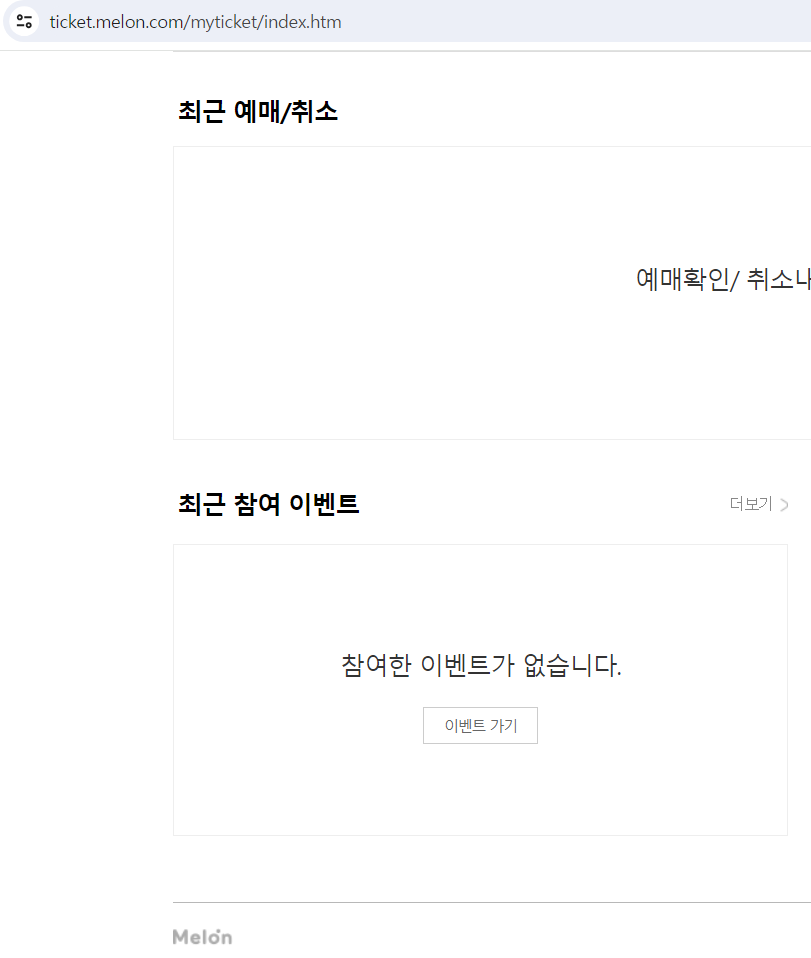 ticket.melon.com/myticket/index.htm
최근 예매/취소
예매확인/ 취소내
최근 참여 이벤트
더보기
참여한 이벤트가 없습니다.
이벤트 가기
Melon